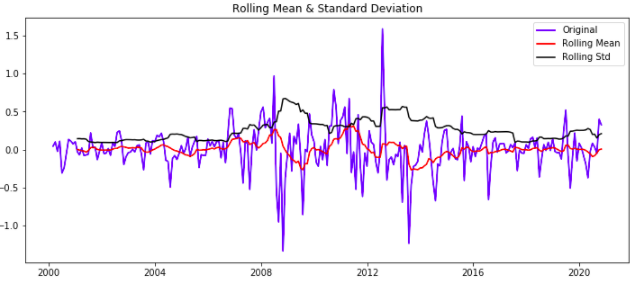 Rolling Mean & Standard Deviation
Original
Rolling Mean
Rolling Std
1.5
1.0
0.5
0.0
−0.5
−1.0
2000 2004 2008 2012 2016 2020